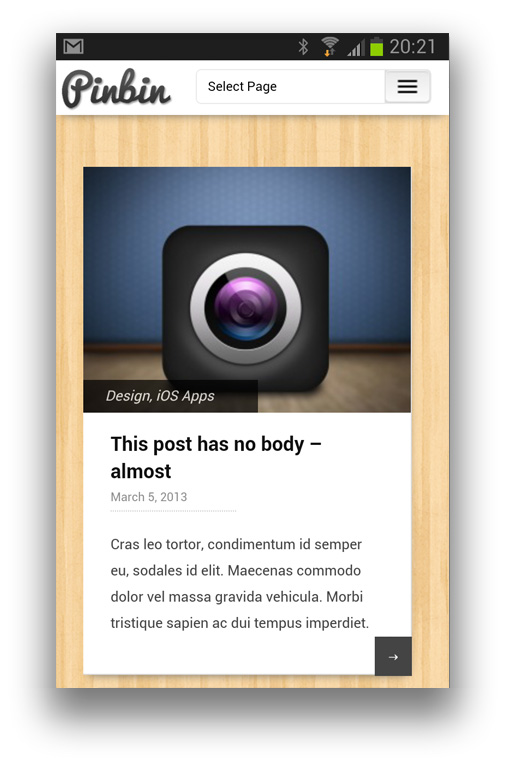 20:21
Pinbin
Select Page
Design, iOS Apps
This post has no body –
almost
March 5, 2013
Cras leo tortor, condimentum id semper
eu, sodales id elit. Maecenas commodo
dolor vel massa gravida vehicula. Morbi
tristique sapien ac dui tempus imperdiet.
→